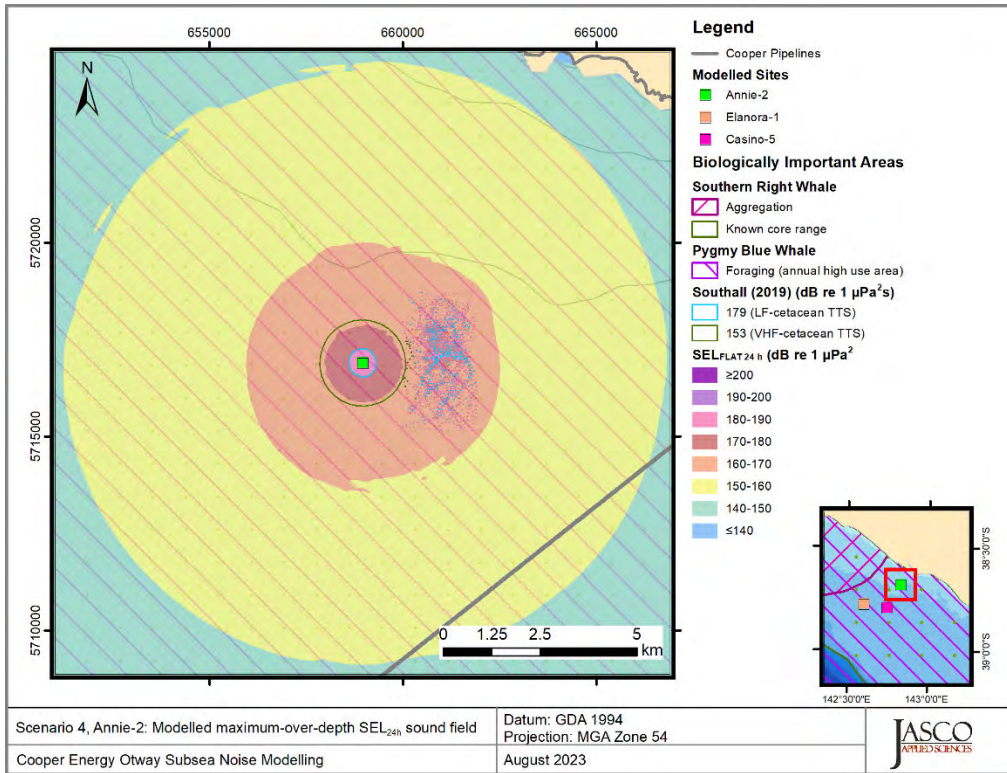 655000 660000 665000
N
5720000
5715000
5710000
0 1.25 2.5 5
km
Legend
Cooper Pipelines
Modelled Sites
Annie-2
Elanora-1
Casino-5
Biologically Important Areas
Southern Right Whale
Aggregation
Known core range
Pygmy Blue Whale
Foraging (annual high use area)
Southall (2019) (dB re 1 µPa²s)
179 (LF-cetacean TTS)
153 (VHF-cetacean TTS)
SELFLAT 24 h (dB re 1 µPa²
≥200
190-200
180-190
170-180
160-170
150-160
140-150
≤140
38°30'S
39°0'S
142°30'0"E 143°0'0"E
Scenario 4, Annie-2: Modelled maximum-over-depth SEL24h sound field
Datum: GDA 1994
Projection: MGA Zone 54
Cooper Energy Otway Subsea Noise Modelling
August 2023
JASCO
APPLIED SCIENCES